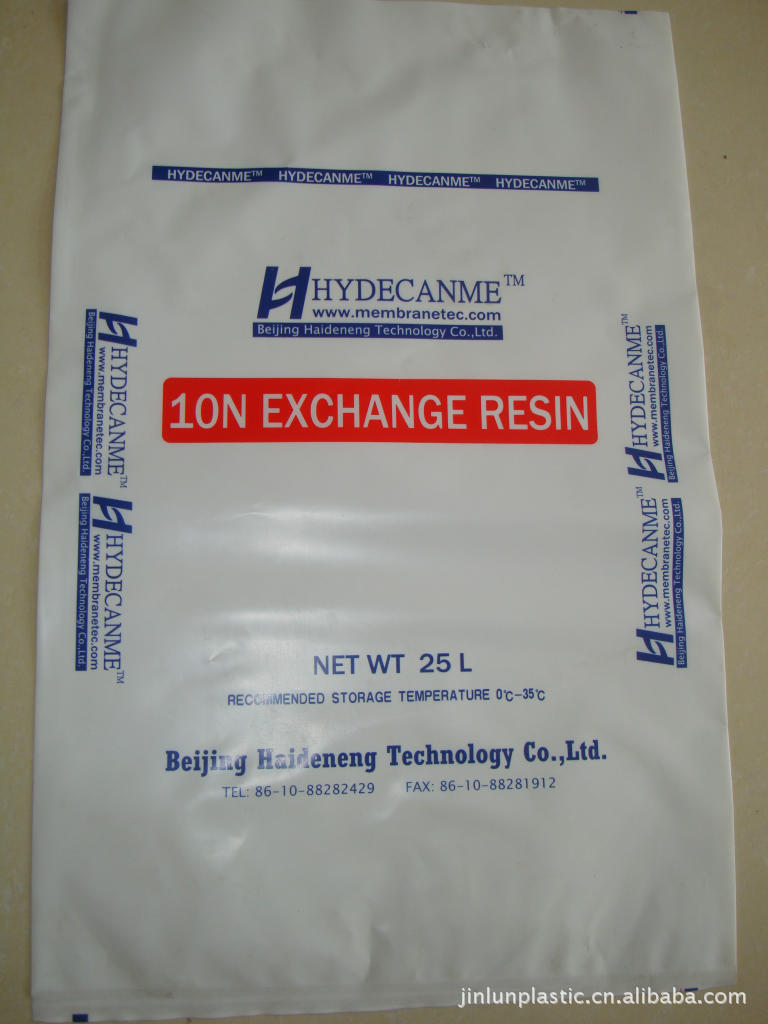 HYDECANME™ HYDECANME™ HYDECANME™ HYDECANME™
HYDECANME™
www.membranetec.com
Beijing Haideneng Technology Co.,Ltd.
HYDECANME™
www.membranetec.com
Beijing Haideneng Technology Co.,Ltd.
HYDECANME™
www.membranetec.com
Beijing Haideneng Technology Co.,Ltd.
10N EXCHANGE RESIN
HYDECANME™
www.membranetec.com
Beijing Haideneng Technology Co.,Ltd.
HYDECANME™
www.membranetec.com
Beijing Haideneng Technology Co.,Ltd.
NET WT 25 L
RECOMMENDED STORAGE TEMPERATURE 0℃-35℃
Beijing Haideneng Technology Co.,Ltd.
TEL: 86-10-88282429 FAX: 86-10-88281912
jinlunplastic.cn.alibaba.com